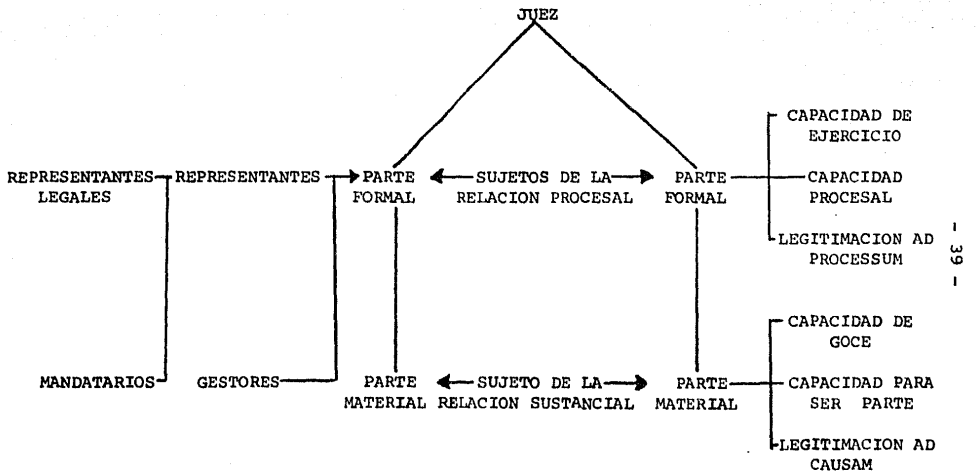 JUEZ
CAPACIDAD DE
EJERCICIO
REPRESENTANTES
LEGALES
REPRESENTANTES
PARTE
FORMAL
SUJETOS DE LA
RELACION PROCESAL
PARTE
FORMAL
CAPACIDAD
PROCESAL
LEGITIMACION AD
PROCESSUM
- 39 -
CAPACIDAD DE
GOCE
MANDATARIOS
GESTORES
PARTE
MATERIAL
SUJETO DE LA
RELACION SUSTANCIAL
PARTE
MATERIAL
CAPACIDAD PARA
SER PARTE
LEGITIMACION AD
CAUSAM